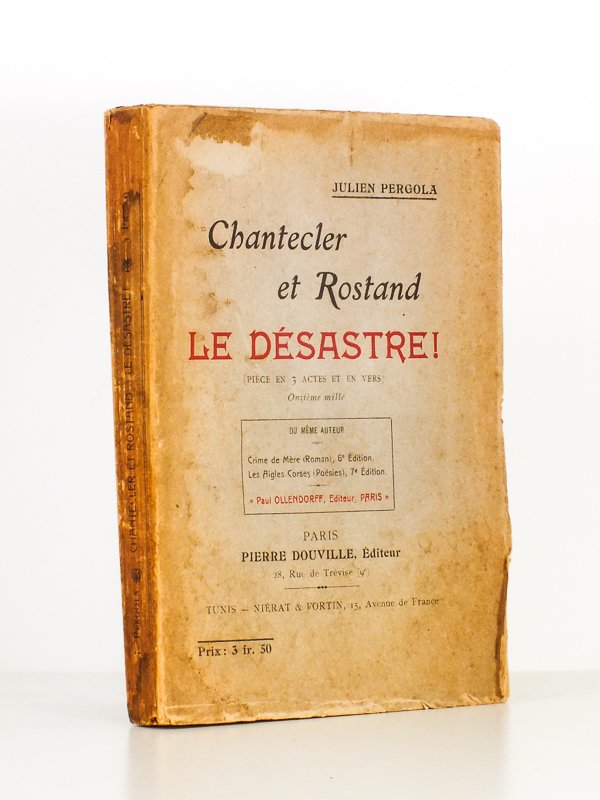 JULIEN PERGOLA
Chantecler
et Rostand
LE DÉSASTRE!
(PIÈCE EN 3 ACTES ET EN VERS)
Onzième mille
DU MÊME AUTEUR
Crime de Mère (Roman), 6e Édition.
Les Aigles Corses (Poésies), 7e Édition.
« Paul OLLENDORFF, Editeur, PARIS »
PARIS
PIERRE DOUVILLE, Éditeur
28, Rue de Trévise (9e)
TUNIS — NIÉRAT & FORTIN, 15, Avenue de France
Prix : 3 fr. 50
PERGOLA CHANTECLER ET ROSTAND LE DÉSASTRE!